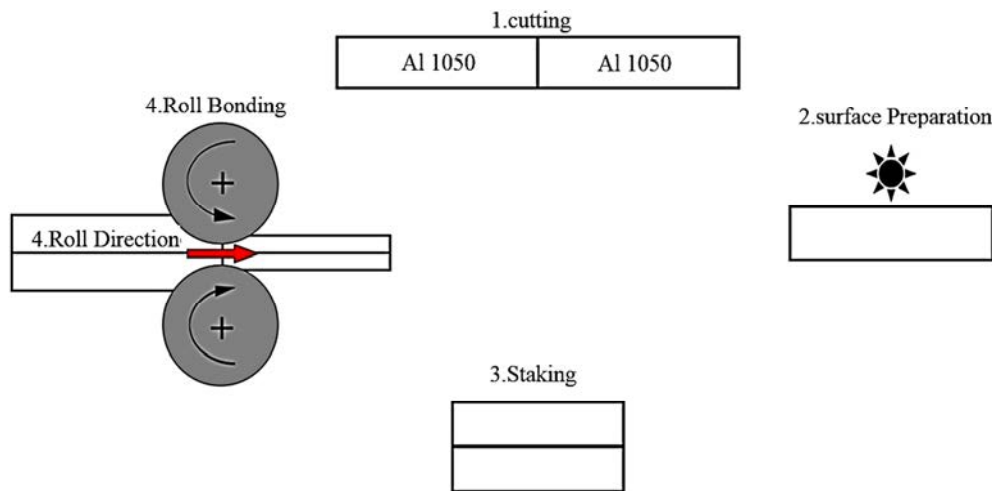 1.cutting
Al 1050
Al 1050
2.surface Preparation
3.Staking
4.Roll Bonding
4.Roll Direction